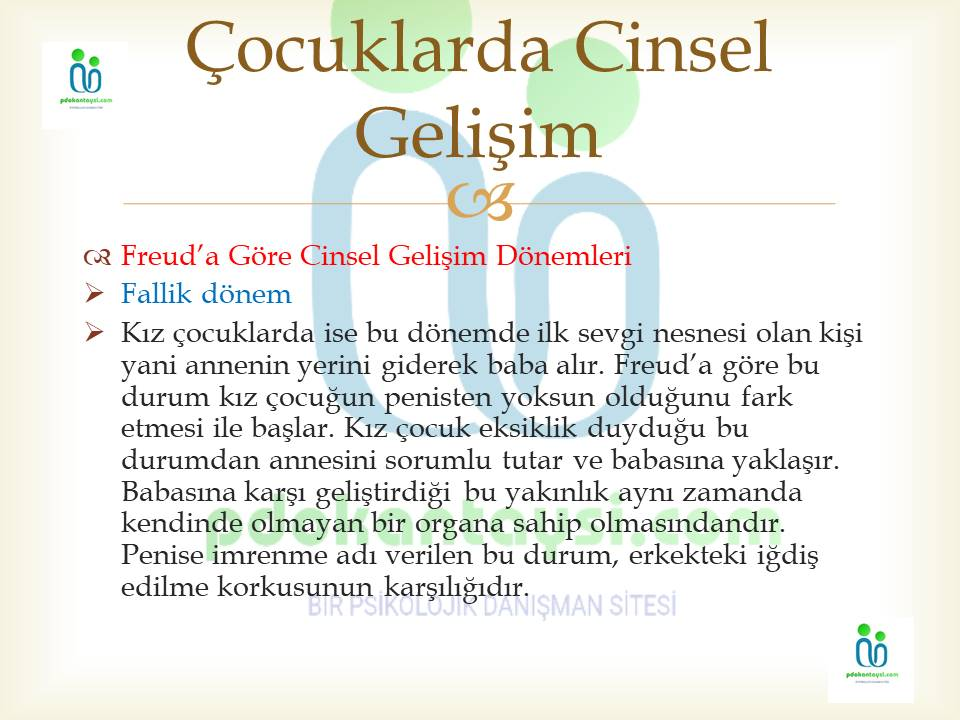 Çocuklarda Cinsel
Gelişim
Freud’a Göre Cinsel Gelişim Dönemleri
Fallik dönem
Kız çocuklarda ise bu dönemde ilk sevgi nesnesi olan kişi
yani annenin yerini giderek baba alır. Freud’a göre bu
durum kız çocuğun penisten yoksun olduğunu fark
etmesi ile başlar. Kız çocuk eksiklik duyduğu bu
durumdan annesini sorumlu tutar ve babasına yaklaşır.
Babasına karşı geliştirdiği bu yakınlık aynı zamanda
kendinde olmayan bir organa sahip olmasındandır.
Penise imrenme adı verilen bu durum, erkekteki iğdiş
edilme korkusunun karşılığıdır.
pdokantaysi.com
BİR PSİKOLOJİK DANIŞMAN SİTESİ
pdokantaysi.com
pdokantaysi.com